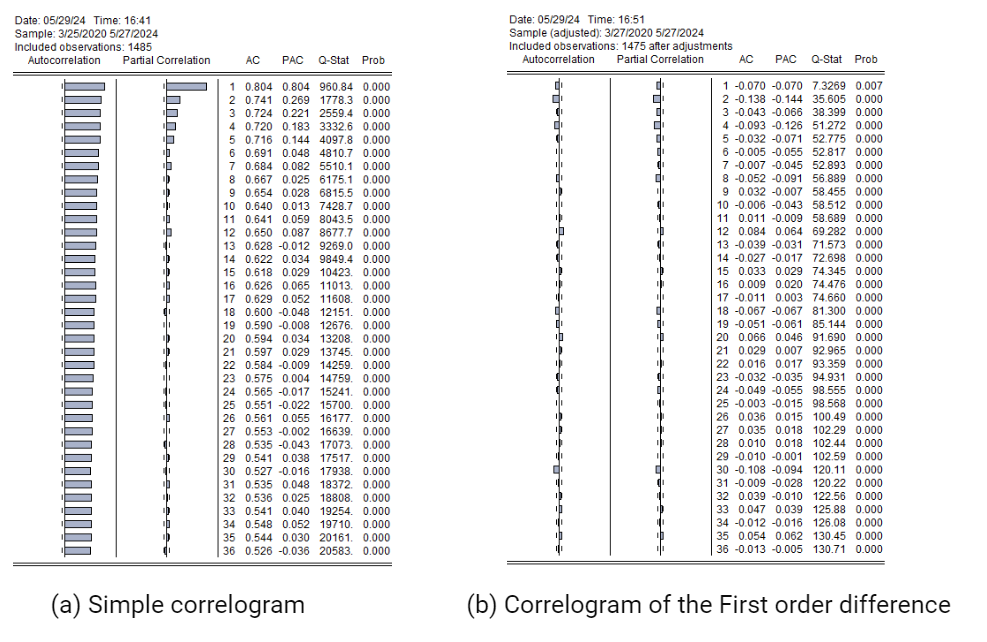 Date: 05/29/24 Time: 16:41
Sample: 3/25/2020 5/27/2024
Included observations: 1485
Autocorrelation Partial Correlation AC PAC Q-Stat Prob
1 0.804 0.804 960.84 0.000
2 0.741 0.269 1778.3 0.000
3 0.724 0.221 2559.4 0.000
4 0.720 0.183 3332.6 0.000
5 0.716 0.144 4097.8 0.000
6 0.691 0.048 4810.7 0.000
7 0.684 0.082 5510.1 0.000
8 0.667 0.025 6175.1 0.000
9 0.654 0.028 6815.5 0.000
10 0.640 0.013 7428.7 0.000
11 0.641 0.059 8043.5 0.000
12 0.650 0.087 8677.7 0.000
13 0.628 -0.012 9269.0 0.000
14 0.622 0.034 9849.4 0.000
15 0.618 0.029 10423. 0.000
16 0.626 0.065 11013. 0.000
17 0.629 0.052 11608. 0.000
18 0.600 -0.048 12151. 0.000
19 0.590 -0.008 12676. 0.000
20 0.594 0.034 13208. 0.000
21 0.597 0.029 13745. 0.000
22 0.584 -0.009 14259. 0.000
23 0.575 0.004 14759. 0.000
24 0.565 -0.017 15241. 0.000
25 0.551 -0.022 15700. 0.000
26 0.561 0.055 16177. 0.000
27 0.553 -0.002 16639. 0.000
28 0.535 -0.043 17073. 0.000
29 0.541 0.038 17517. 0.000
30 0.527 -0.016 17938. 0.000
31 0.535 0.048 18372. 0.000
32 0.536 0.025 18808. 0.000
33 0.541 0.040 19254. 0.000
34 0.548 0.052 19710. 0.000
35 0.544 0.030 20161. 0.000
36 0.526 -0.036 20583. 0.000
(a) Simple correlogram
Date: 05/29/24 Time: 16:51
Sample (adjusted): 3/27/2020 5/27/2024
Included observations: 1475 after adjustments
Autocorrelation Partial Correlation AC PAC Q-Stat Prob
1 -0.070 -0.070 7.3269 0.007
2 -0.138 -0.144 35.605 0.000
3 -0.043 -0.066 38.399 0.000
4 -0.093 -0.126 51.272 0.000
5 -0.032 -0.071 52.775 0.000
6 -0.005 -0.055 52.817 0.000
7 -0.007 -0.045 52.893 0.000
8 -0.052 -0.091 56.889 0.000
9 0.032 -0.007 58.455 0.000
10 -0.006 -0.043 58.512 0.000
11 0.011 -0.009 58.689 0.000
12 0.084 0.064 69.282 0.000
13 -0.039 -0.031 71.573 0.000
14 -0.027 -0.017 72.698 0.000
15 0.033 0.029 74.345 0.000
16 0.009 0.020 74.476 0.000
17 -0.011 0.003 74.660 0.000
18 -0.067 -0.067 81.300 0.000
19 -0.051 -0.061 85.144 0.000
20 0.066 0.046 91.690 0.000
21 0.029 0.007 92.965 0.000
22 0.016 0.017 93.359 0.000
23 -0.032 -0.035 94.931 0.000
24 -0.049 -0.055 98.555 0.000
25 -0.003 -0.015 98.568 0.000
26 0.036 0.015 100.49 0.000
27 0.035 0.018 102.29 0.000
28 0.010 0.018 102.44 0.000
29 -0.010 -0.001 102.59 0.000
30 -0.108 -0.094 120.11 0.000
31 -0.009 -0.028 120.22 0.000
32 0.039 -0.010 122.56 0.000
33 0.047 0.039 125.88 0.000
34 -0.012 -0.016 126.08 0.000
35 0.054 0.062 130.45 0.000
36 -0.013 -0.005 130.71 0.000
(b) Correlogram of the First order difference